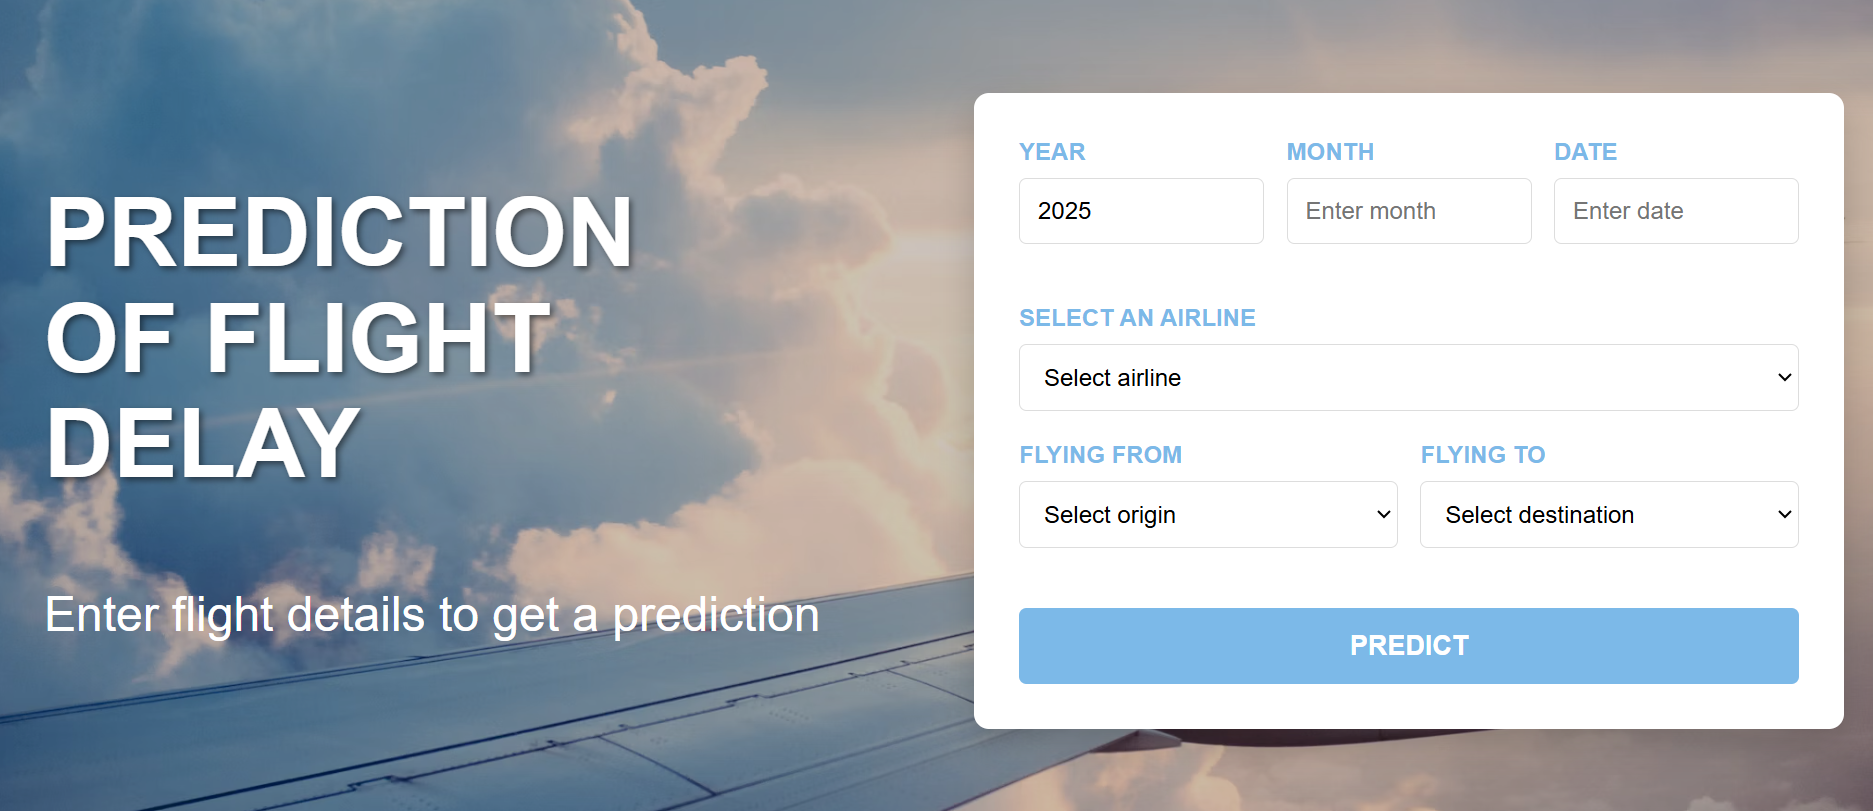 PREDICTION
OF FLIGHT
DELAY
Enter flight details to get a prediction
YEAR MONTH DATE
2025 Enter month Enter date
SELECT AN AIRLINE
Select airline
FLYING FROM FLYING TO
Select origin Select destination
PREDICT